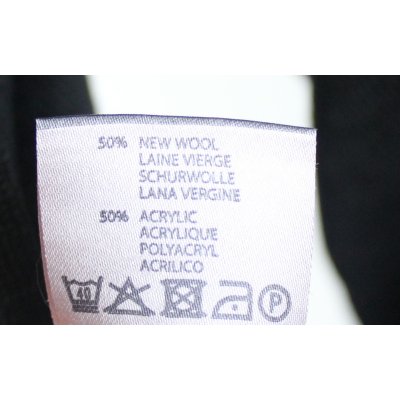 50% NEW WOOL
LAINE VIERGE
SCHURWOLLE
LANA VERGINE
50% ACRYLIC
ACRYLIQUE
POLYACRYL
ACRILICO
40 P